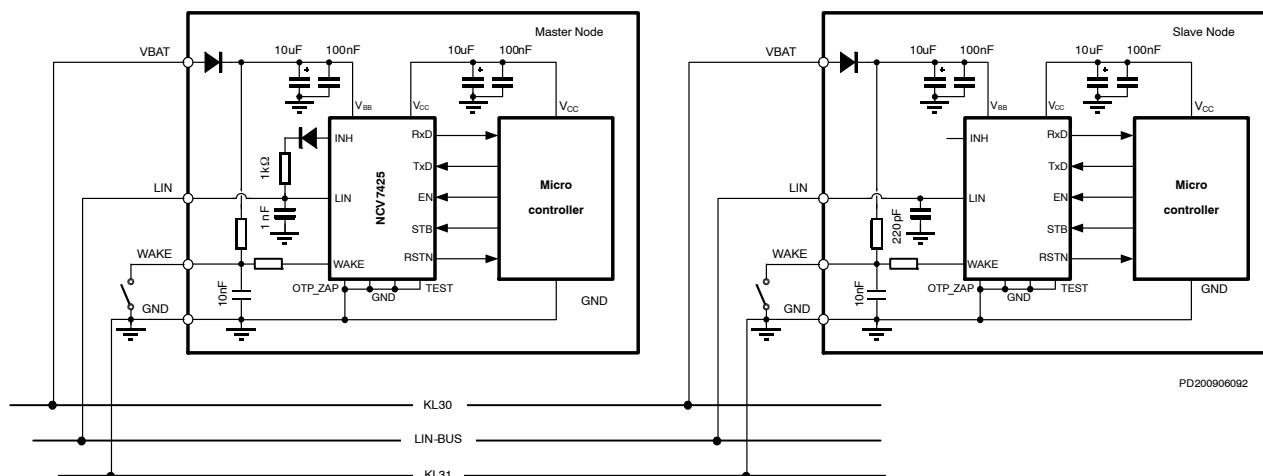 Master Node
VBAT
10uF
100nF
10uF
100nF
VBB
VCC
VCC
INH
RxD
1kΩ
TxD
LIN
LIN
NCV 7425
EN
Micro
controller
1 nF
STB
WAKE
WAKE
RSTN
OTP_ZAP
GND
TEST
10nF
GND
GND
Slave Node
VBAT
10uF
100nF
10uF
100nF
VBB
VCC
VCC
INH
RxD
TxD
LIN
LIN
EN
Micro
controller
220pF
STB
WAKE
WAKE
RSTN
OTP_ZAP
GND
TEST
10nF
GND
GND
PD200906092
KL30
LIN-BUS
KL31